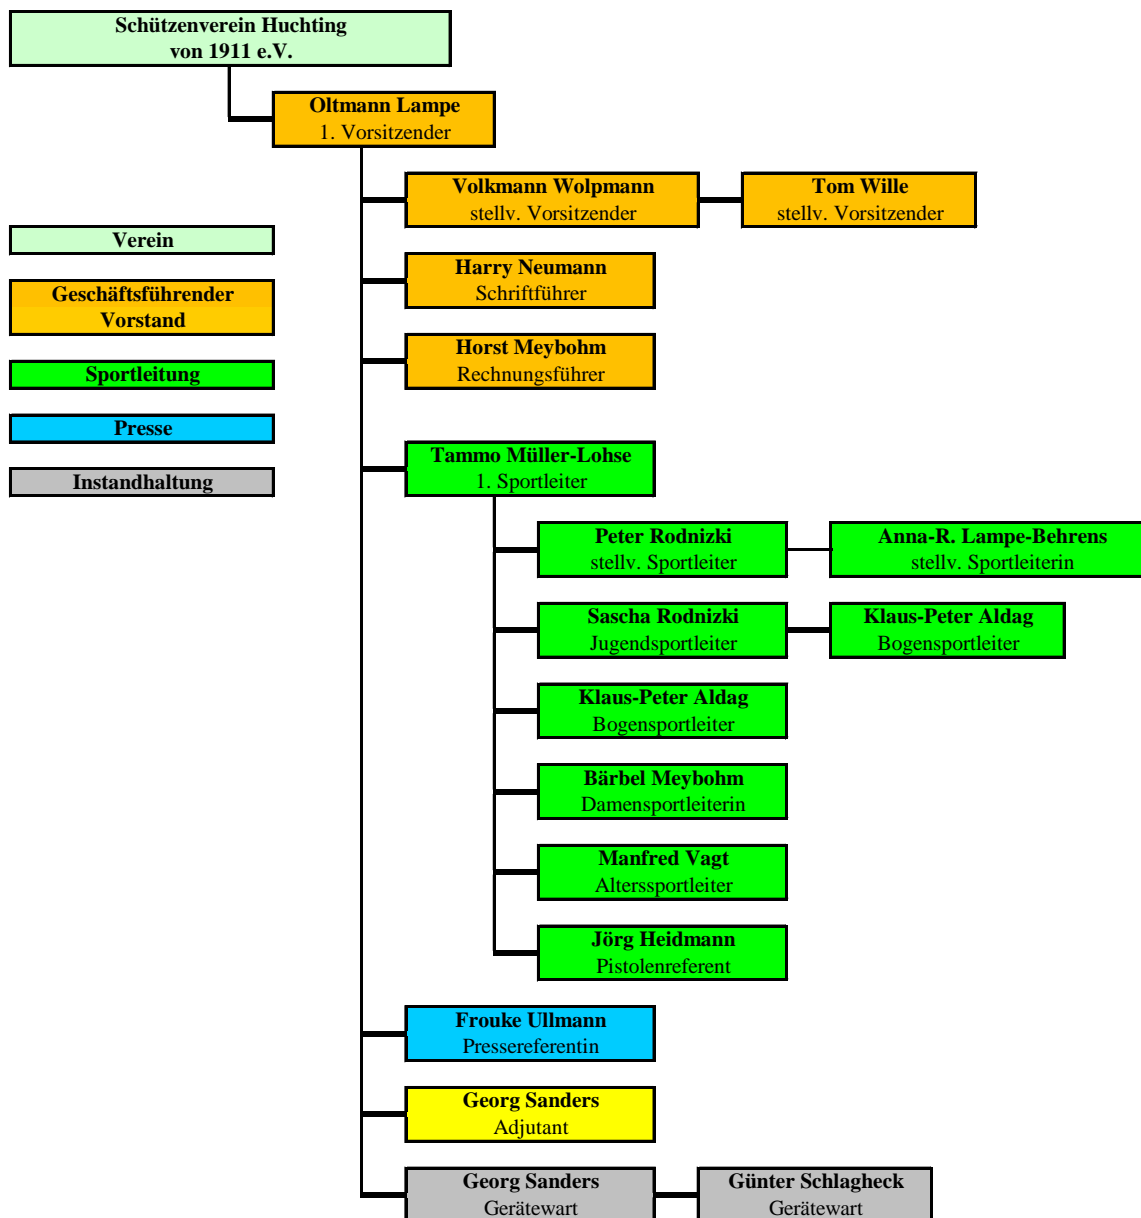 Schützenverein Huchting
von 1911 e.V.
Oltmann Lampe
1. Vorsitzender
Volkmann Wolpmann
stellv. Vorsitzender
Tom Wille
stellv. Vorsitzender
Verein
Harry Neumann
Schriftführer
Geschäftsführender
Vorstand
Horst Meybohm
Rechnungsführer
Sportleitung
Presse
Tammo Müller-Lohse
1. Sportleiter
Instandhaltung
Peter Rodnizki
stellv. Sportleiter
Anna-R. Lampe-Behrens
stellv. Sportleiterin
Sascha Rodnizki
Jugendsportleiter
Klaus-Peter Aldag
Bogensportleiter
Klaus-Peter Aldag
Bogensportleiter
Bärbel Meybohm
Damensportleiterin
Manfred Vagt
Alterssportleiter
Jörg Heidmann
Pistolenreferent
Frouke Ullmann
Pressereferentin
Georg Sanders
Adjutant
Georg Sanders
Gerätewart
Günter Schlagheck
Gerätewart